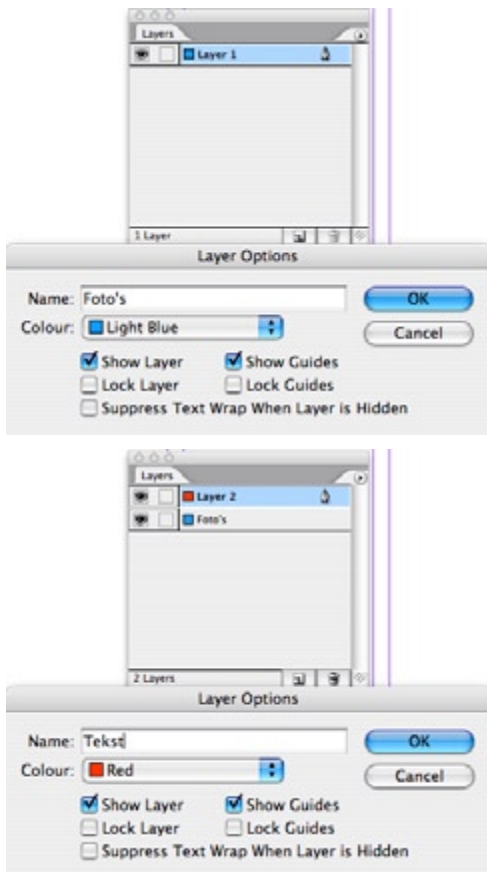 Layers
Layer 1
1 Layer
Layer Options
Name: Foto's
OK
Colour: Light Blue
Cancel
Show Layer Show Guides
Lock Layer Lock Guides
Suppress Text Wrap When Layer is Hidden
Layers
Layer 2
Foto's
2 Layers
Layer Options
Name: Tekst
OK
Colour: Red
Cancel
Show Layer Show Guides
Lock Layer Lock Guides
Suppress Text Wrap When Layer is Hidden